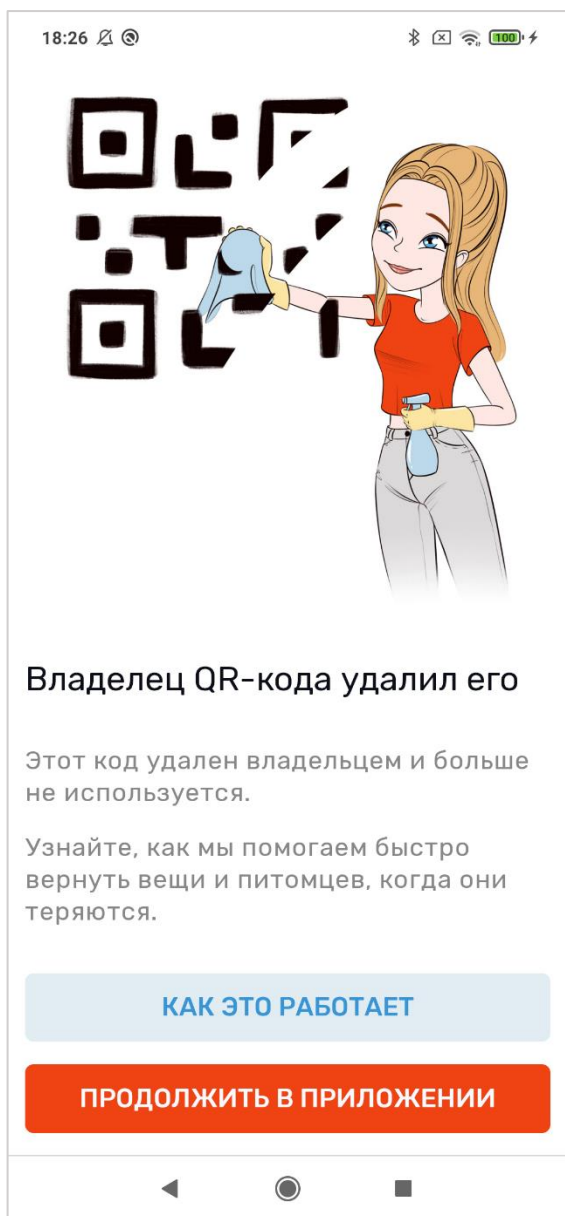 18:26
100
Владелец QR-кода удалил его
Этот код удален владельцем и больше
не используется.
Узнайте, как мы помогаем быстро
вернуть вещи и питомцев, когда они
теряются.
КАК ЭТО РАБОТАЕТ
ПРОДОЛЖИТЬ В ПРИЛОЖЕНИИ